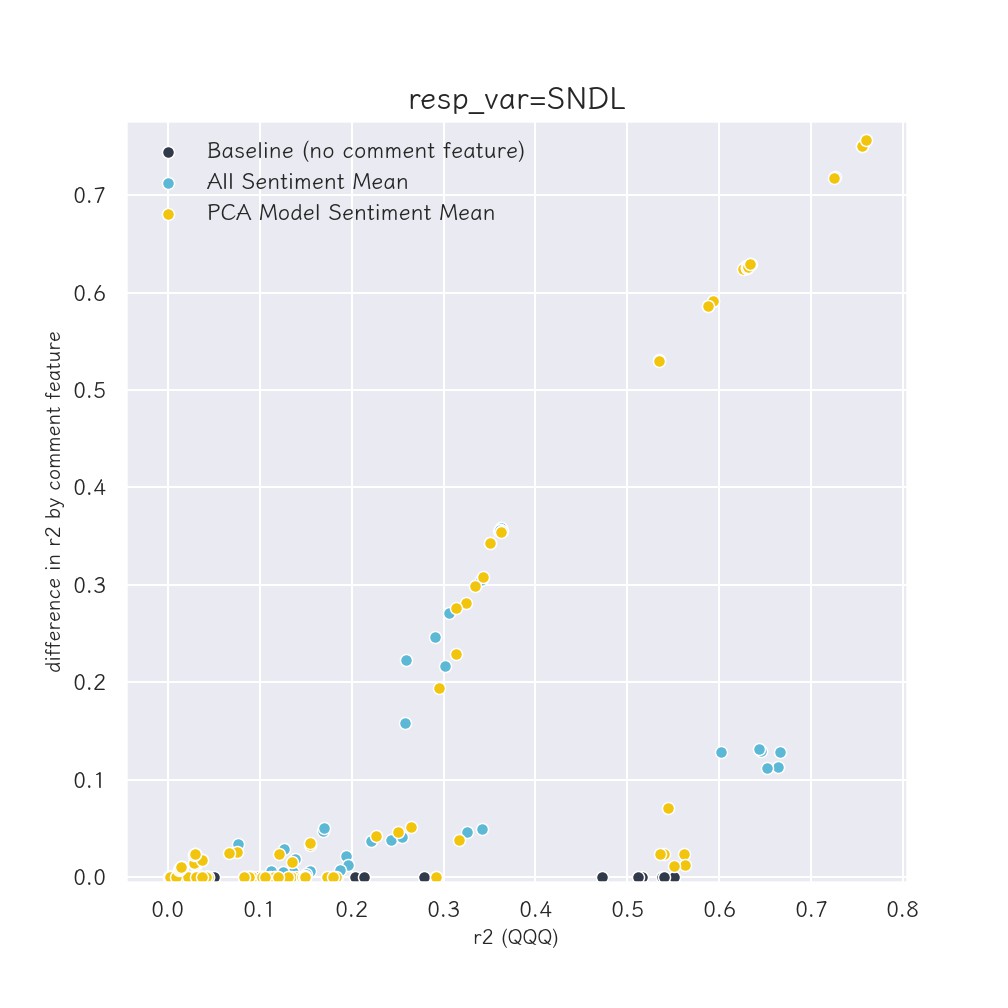 resp_var=SNDL
Baseline (no comment feature)
All Sentiment Mean
PCA Model Sentiment Mean
difference in r2 by comment feature
0.7
0.6
0.5
0.4
0.3
0.2
0.1
0.0
0.0 0.1 0.2 0.3 0.4 0.5 0.6 0.7 0.8
r2 (QQQ)